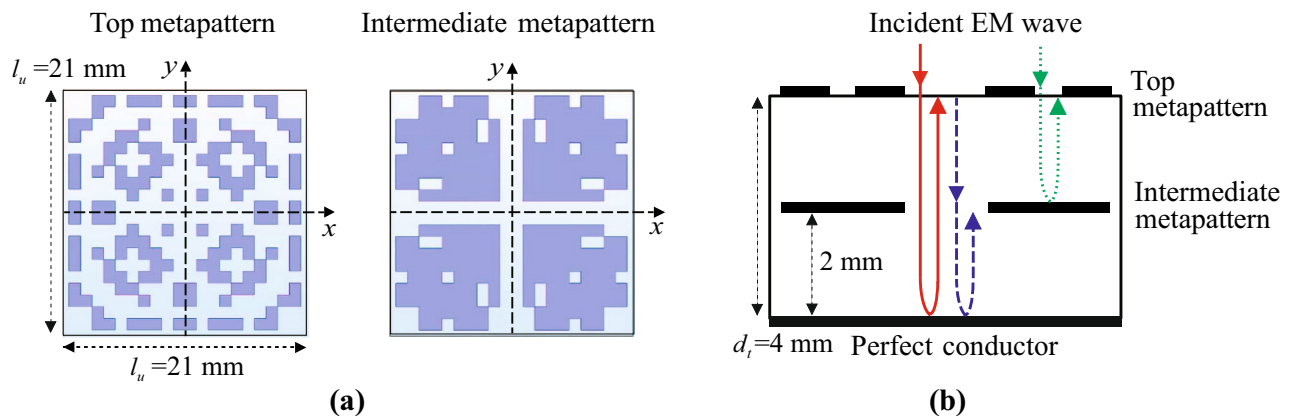 Top metapattern
Intermediate metapattern
l_u =21 mm
y
x
l_u =21 mm
y
x
(a)
Incident EM wave
Top
metapattern
Intermediate
metapattern
2 mm
d_t=4 mm
Perfect conductor
(b)